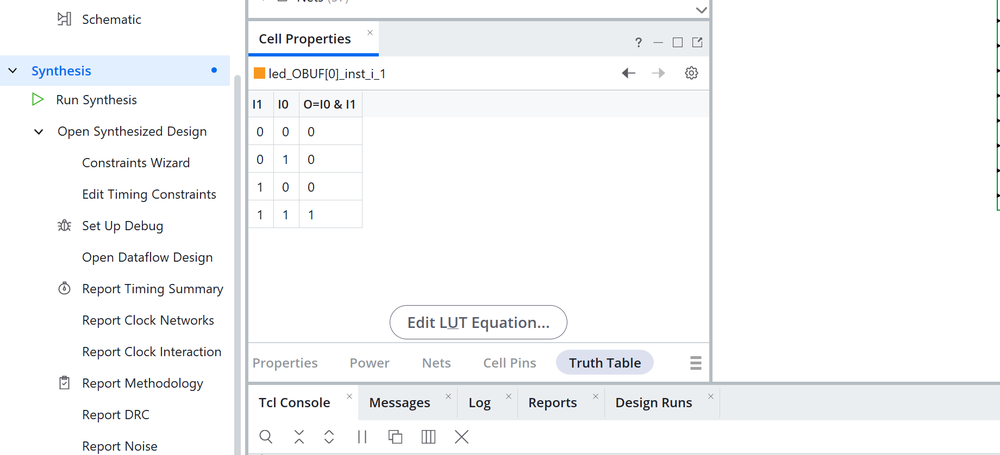 Schematic
Synthesis
Run Synthesis
Open Synthesized Design
Constraints Wizard
Edit Timing Constraints
Set Up Debug
Open Dataflow Design
Report Timing Summary
Report Clock Networks
Report Clock Interaction
Report Methodology
Report DRC
Report Noise
Nets (37)
Cell Properties
?
led_OBUF[0]_inst_i_1
I1 I0 O=I0 & I1
0 0 0
0 1 0
1 0 0
1 1 1
Edit LUT Equation...
Properties Power Nets Cell Pins Truth Table
Tcl Console Messages Log Reports Design Runs